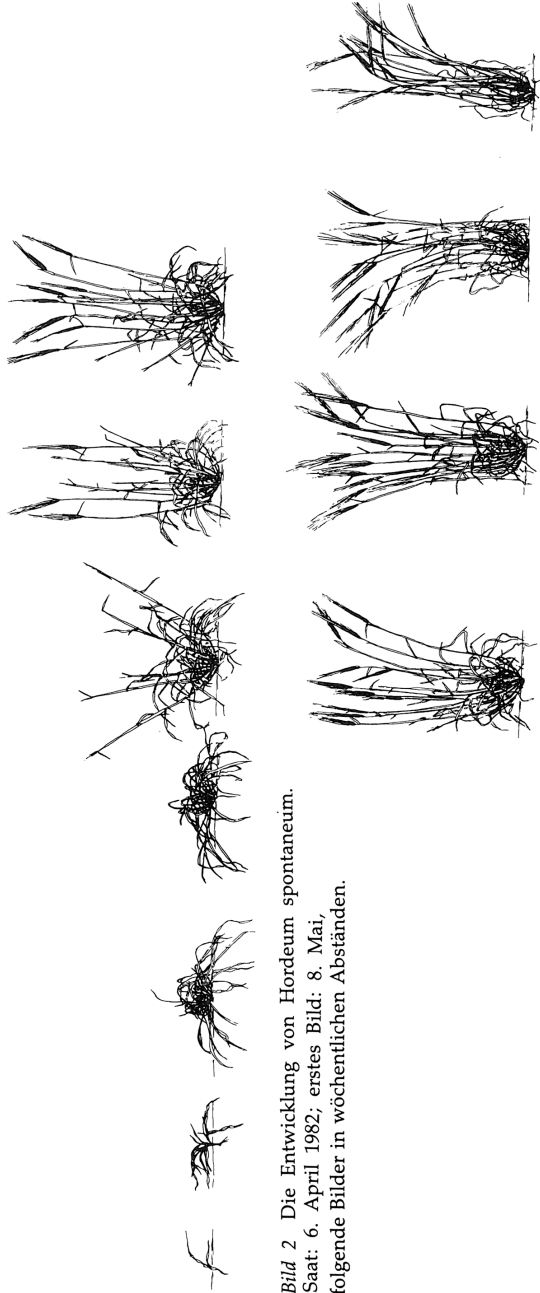 Bild 2 Die Entwicklung von Hordeum spontaneum.
Saat: 6. April 1982; erstes Bild: 8. Mai,
folgende Bilder in wöchentlichen Abständen.